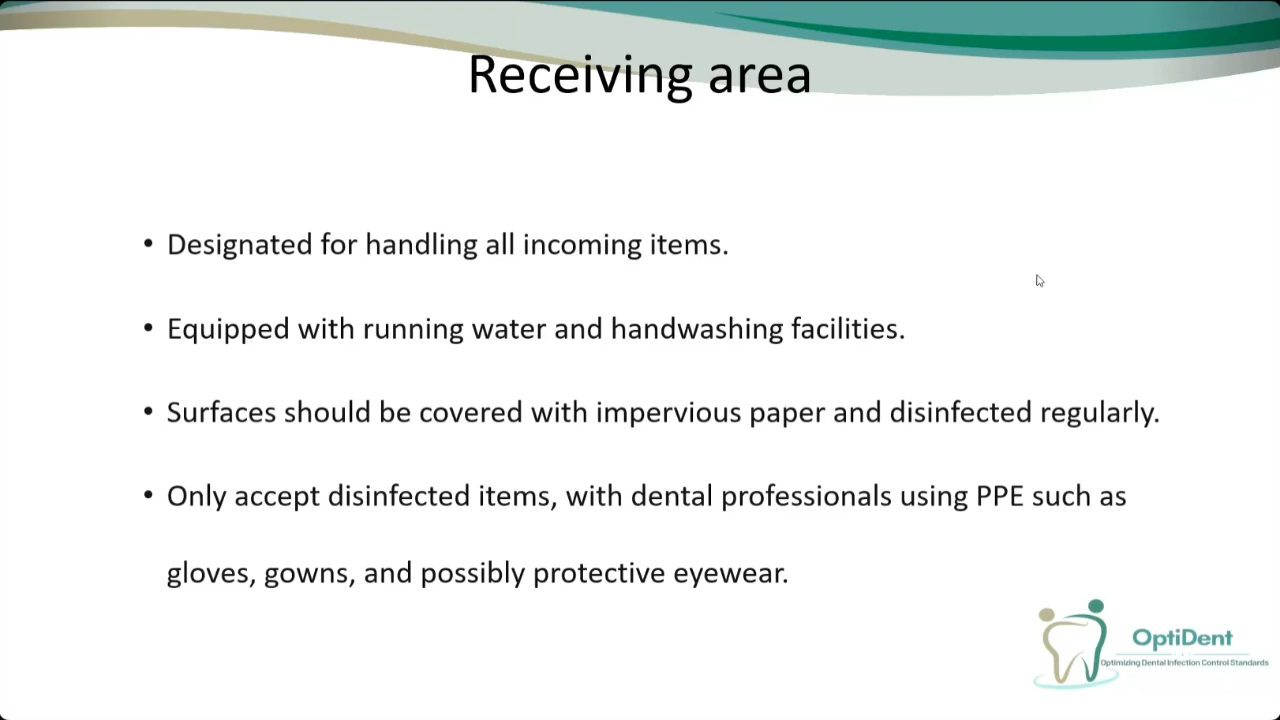 Receiving area
• Designated for handling all incoming items.
• Equipped with running water and handwashing facilities.
• Surfaces should be covered with impervious paper and disinfected regularly.
• Only accept disinfected items, with dental professionals using PPE such as
gloves, gowns, and possibly protective eyewear.
OptiDent
Optimizing Dental Infection Control Standards